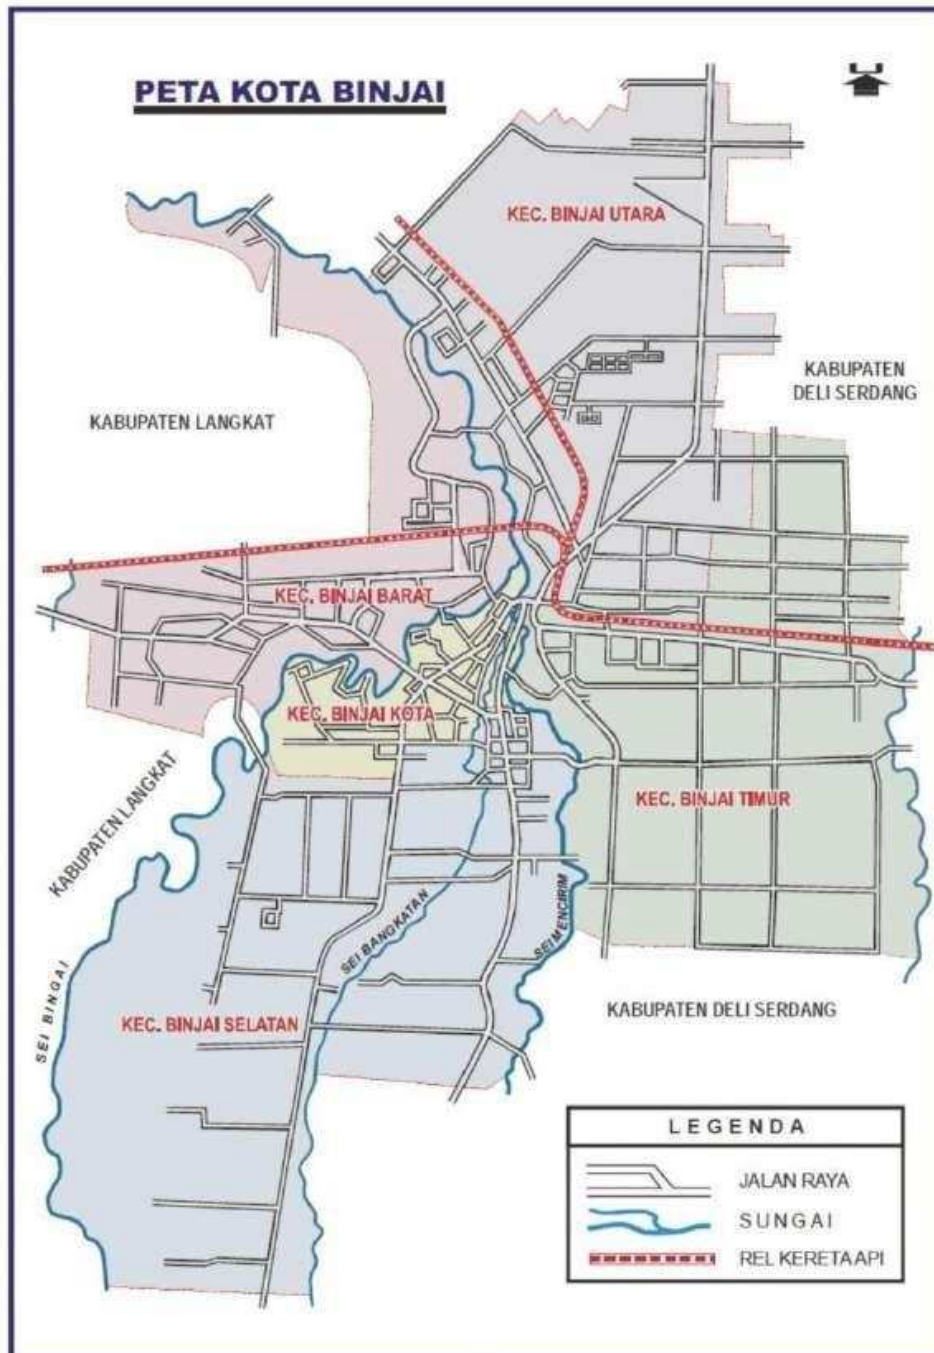 PETA KOTA BINJAI
KEC. BINJAI UTARA
KABUPATEN
DELI SERDANG
KABUPATEN LANGKAT
KEC. BINJAI BARAT
KEC. BINJAI KOTA
KABUPATEN LANGKAT
KEC. BINJAI TIMUR
SEI BANGKATAN
SEI MENCIRIM
SEI BINGAI
KEC. BINJAI SELATAN
KABUPATEN DELI SERDANG
LEGENDA
JALAN RAYA
SUNGAI
REL KERETA API